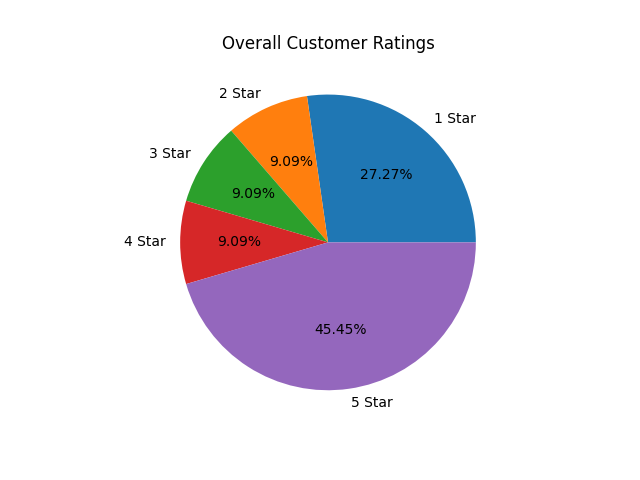 Overall Customer Ratings
2 Star
1 Star
3 Star
9.09%
27.27%
9.09%
4 Star
9.09%
45.45%
5 Star